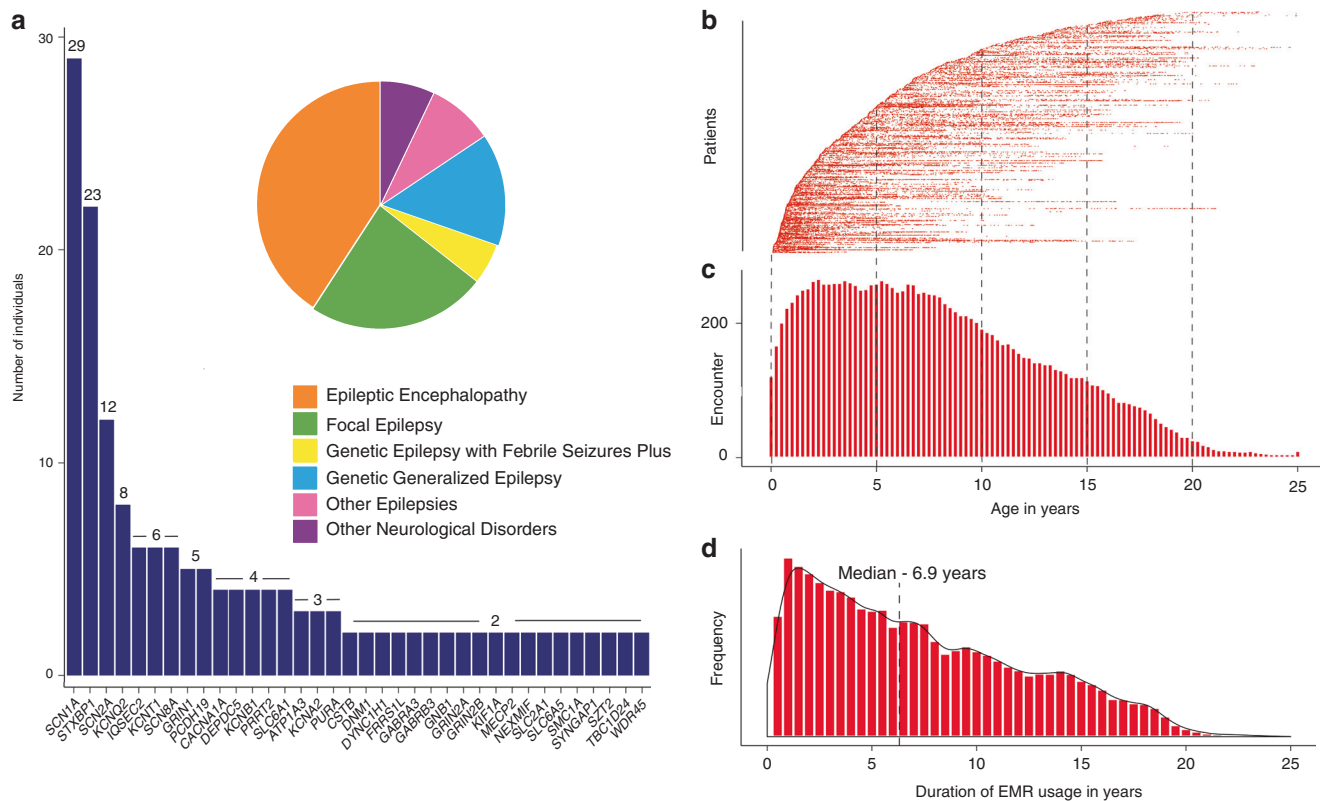 a
30
29
23
20
12
10
8
6
5
4
3
2
0
Number of individuals
Epileptic Encephalopathy
Focal Epilepsy
Genetic Epilepsy with Febrile Seizures Plus
Genetic Generalized Epilepsy
Other Epilepsies
Other Neurological Disorders
SCN1A
STXBP1
SCN2A
KCNQ2
IQSEC2
KCNT1
SCN8A
GRIN1
PCDH19
CACNA1A
DEPDC5
KCNB1
PRRT2
SLC6A1
ATP1A3
KCNA2
PURA
CSTB
DNM1
DYNC1H1
FRRS1L
GABRA3
GABRB3
GNB1
GRIN2A
GRIN2B
KIF1A
MECP2
NEXMIF
SLC2A1
SLC6A5
SMC1A
SYNGAP1
SZT2
TBC1D24
WDR45
b
Patients
c
200
0
Encounter
0 5 10 15 20 25
Age in years
d
Median - 6.9 years
Frequency
0 5 10 15 20 25
Duration of EMR usage in years